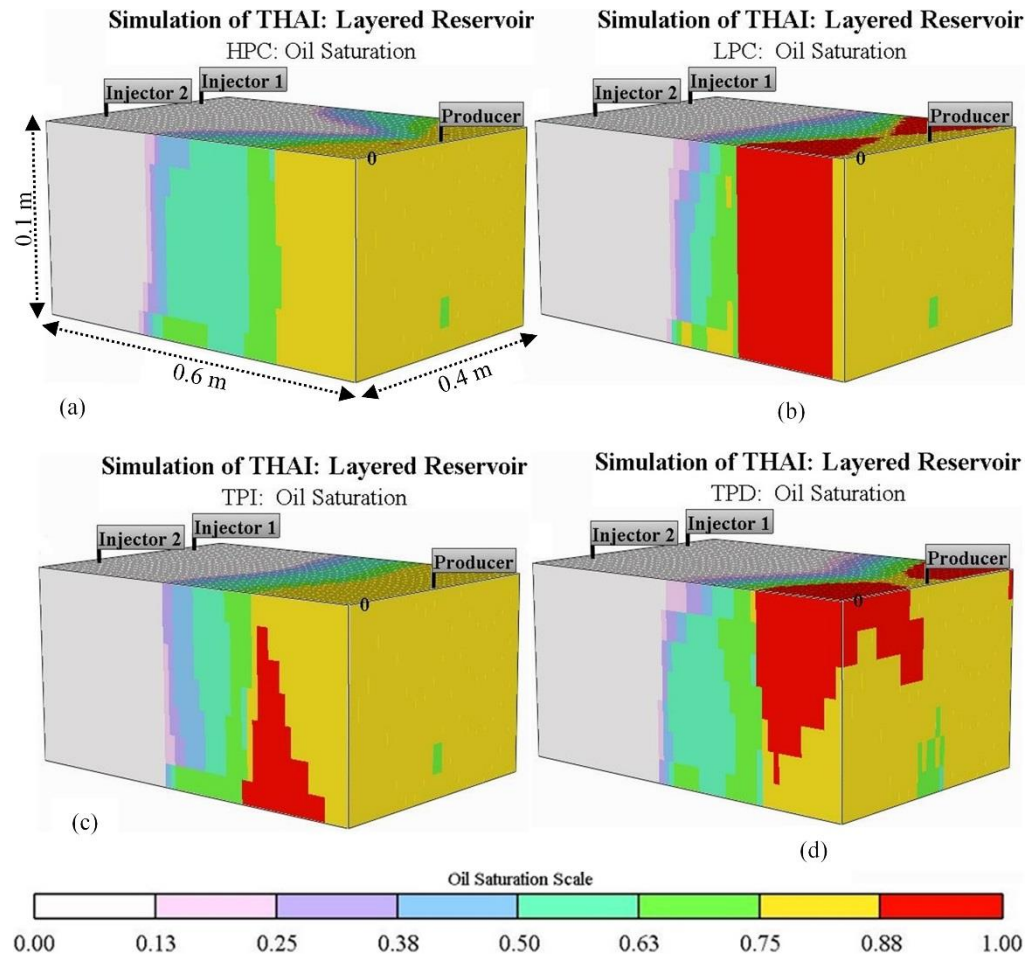 Simulation of THAI: Layered Reservoir
HPC: Oil Saturation
Injector 2
Injector 1
Producer
0
0.1 m
0.6 m
0.4 m
(a)
Simulation of THAI: Layered Reservoir
LPC: Oil Saturation
Injector 2
Injector 1
Producer
0
(b)
Simulation of THAI: Layered Reservoir
TPI: Oil Saturation
Injector 2
Injector 1
Producer
0
(c)
Simulation of THAI: Layered Reservoir
TPD: Oil Saturation
Injector 2
Injector 1
Producer
0
(d)
Oil Saturation Scale
0.00 0.13 0.25 0.38 0.50 0.63 0.75 0.88 1.00